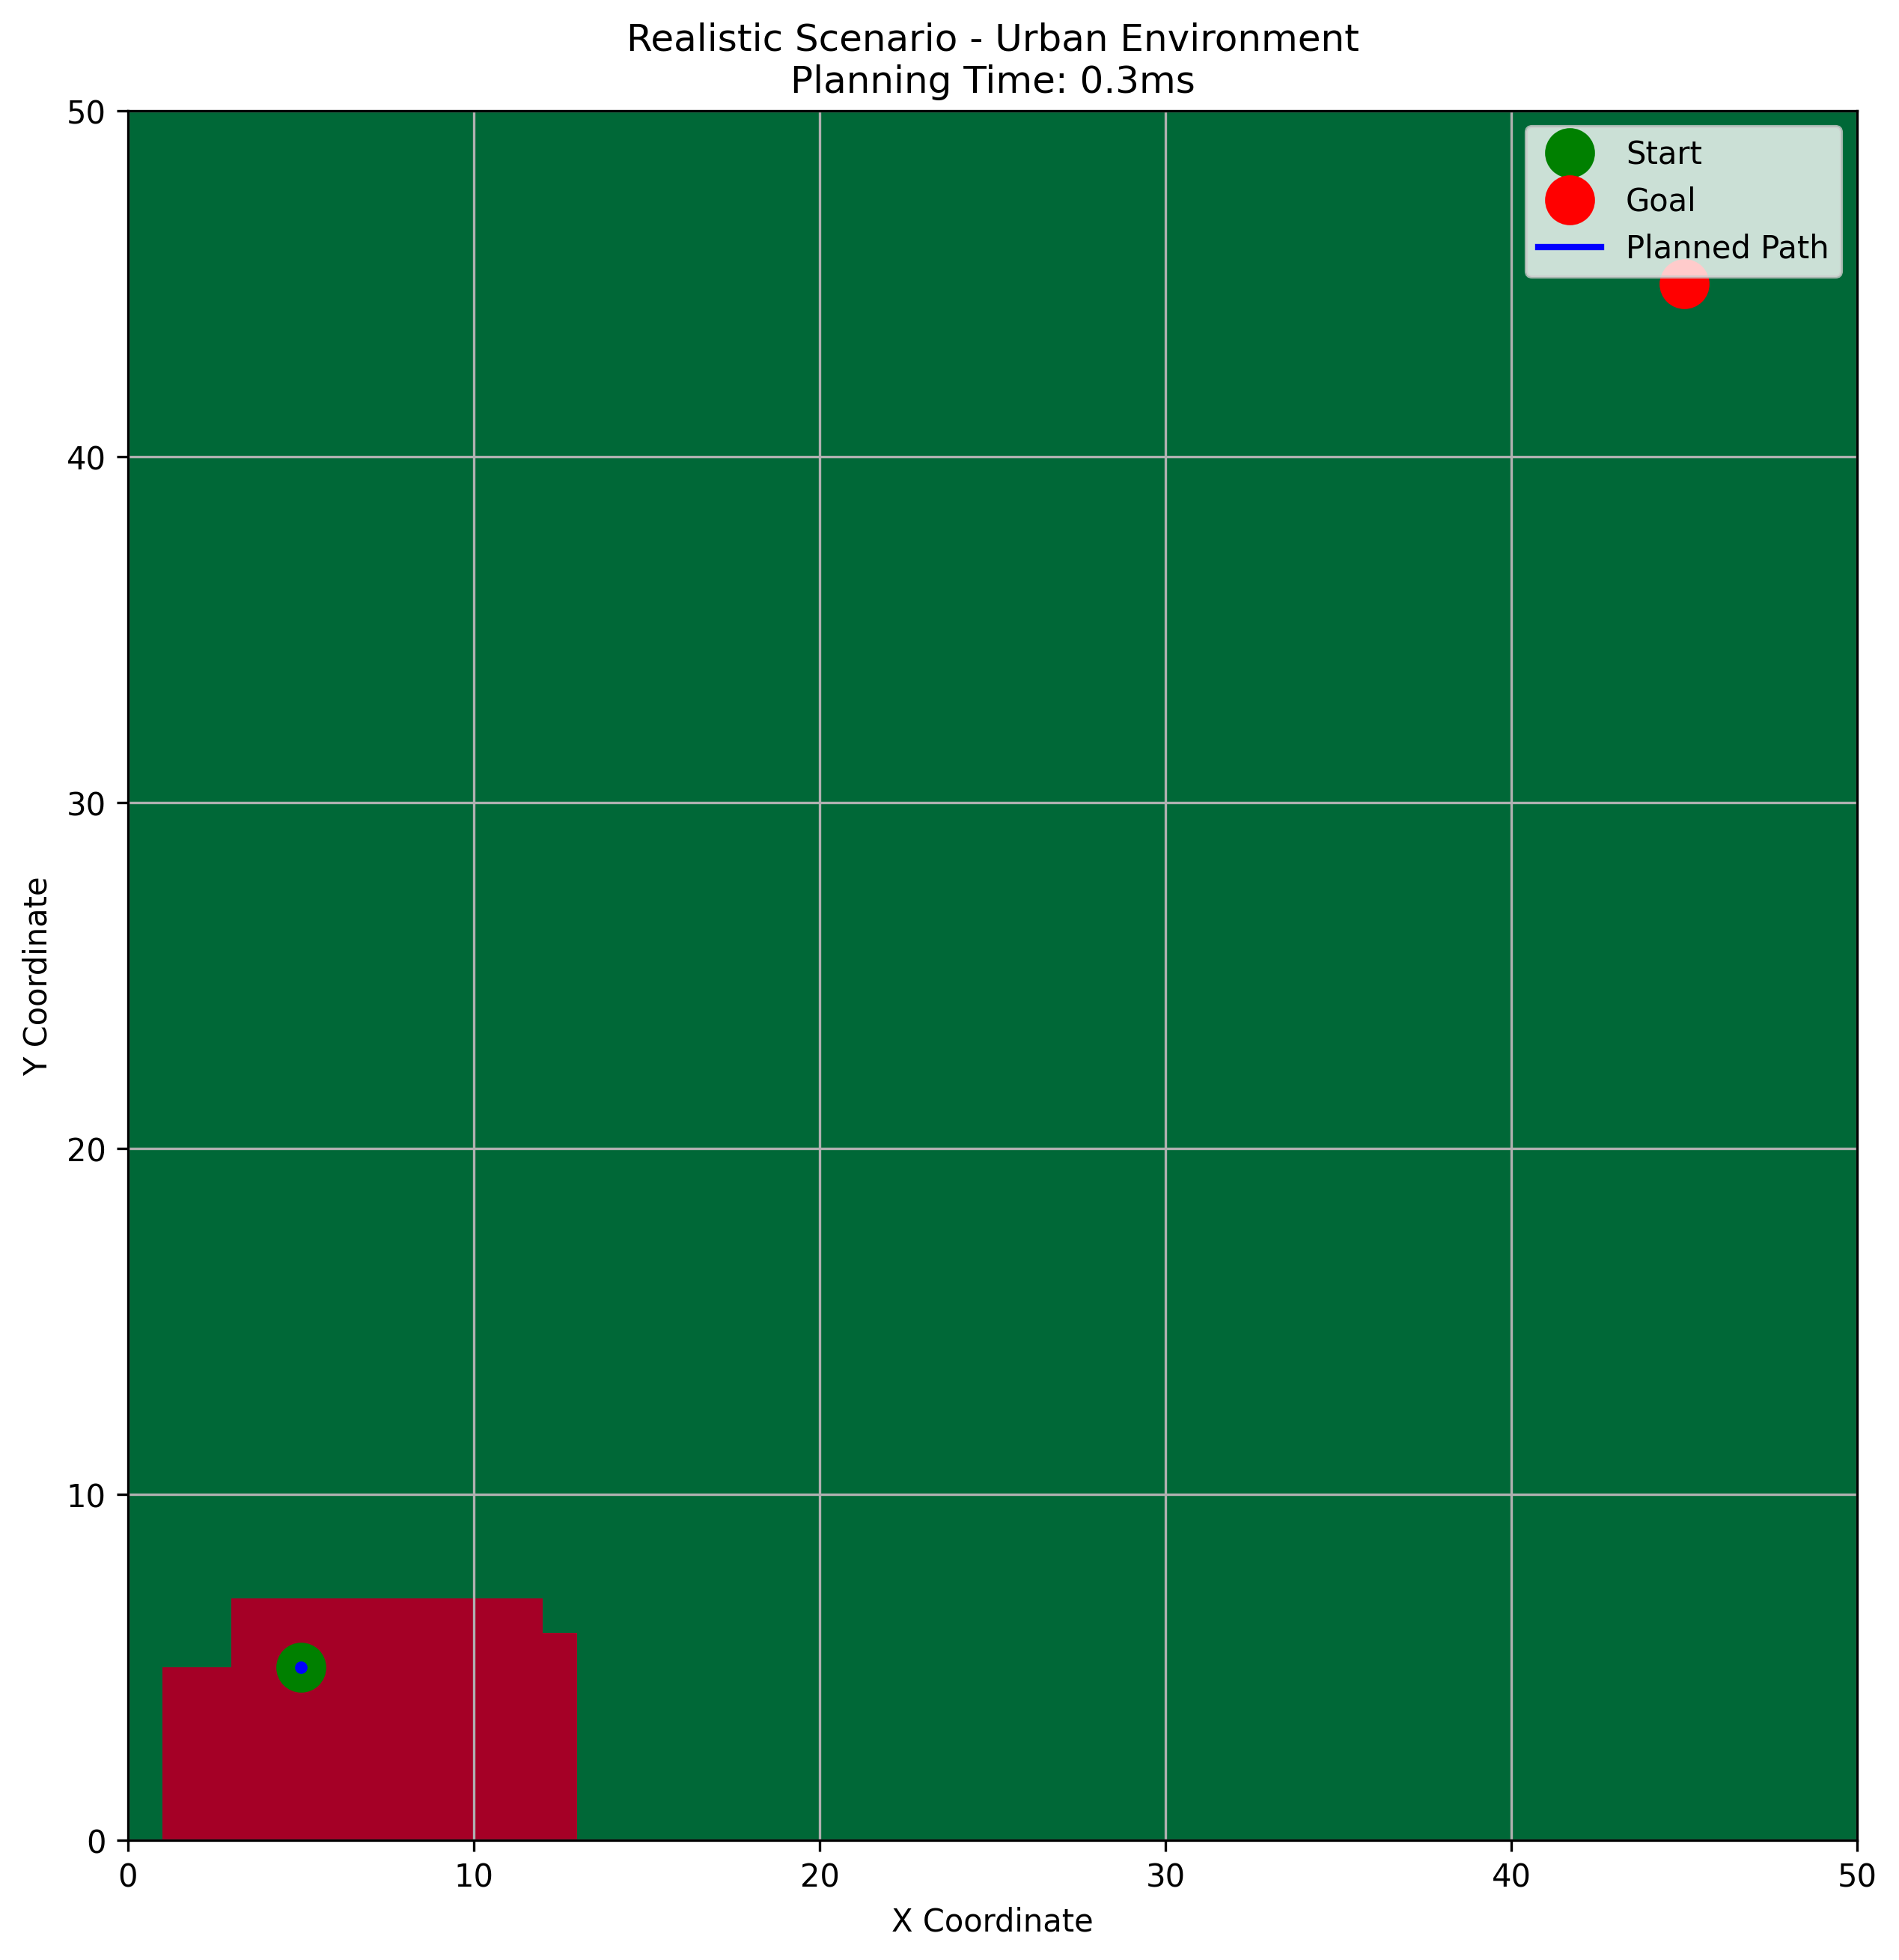 Realistic Scenario - Urban Environment
Planning Time: 0.3ms
50
Start
Goal
Planned Path
40
30
Y Coordinate
20
10
0
0 10 20 30 40 50
X Coordinate